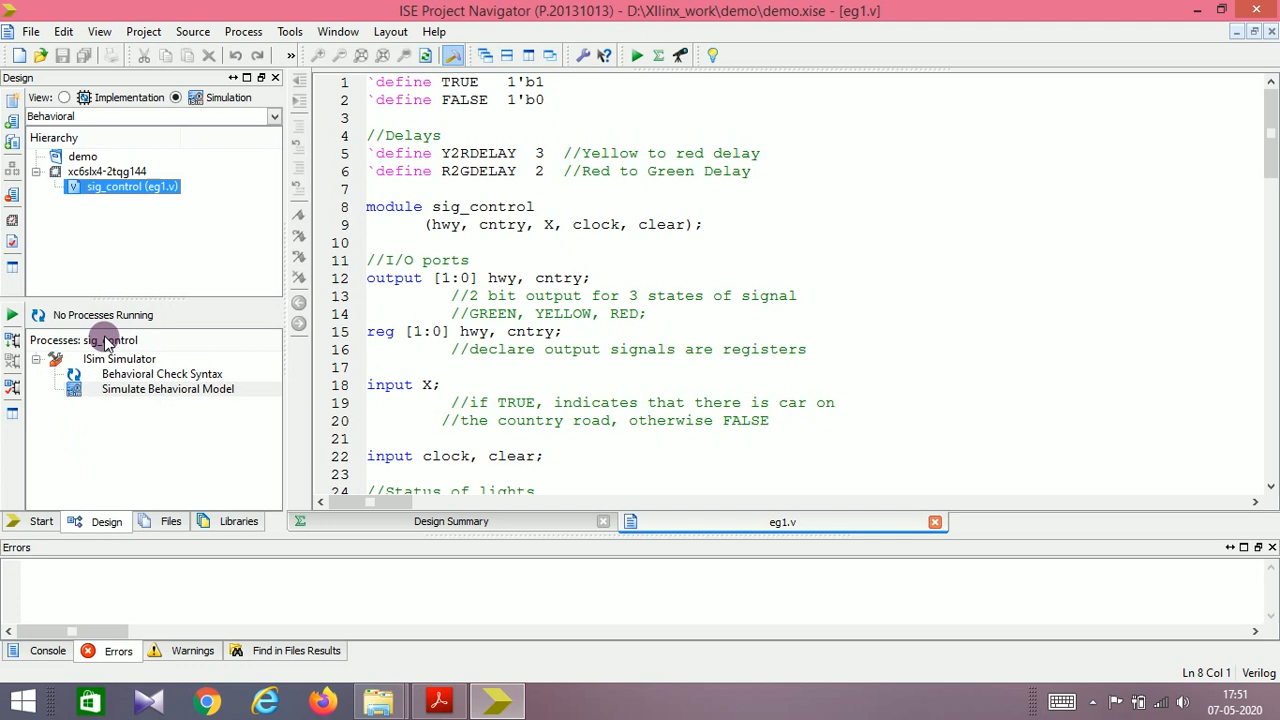 ISE Project Navigator (P.20131013) - D:\XIlinx_work\demo\demo.xise - [eg1.v]
File Edit View Project Source Process Tools Window Layout Help
»
Design
View: Implementation Simulation
Behavioral
Hierarchy
demo
xc6slx4-2tqg144
sig_control (eg1.v)
No Processes Running
Processes: sig_control
ISim Simulator
Behavioral Check Syntax
Simulate Behavioral Model
Start Design Files Libraries
1 `define TRUE 1'b1
2 `define FALSE 1'b0
3
4 //Delays
5 `define Y2RDELAY 3 //Yellow to red delay
6 `define R2GDELAY 2 //Red to Green Delay
7
8 module sig_control
9 (hwy, cntry, X, clock, clear);
10
11 //I/O ports
12 output [1:0] hwy, cntry;
13 //2 bit output for 3 states of signal
14 //GREEN, YELLOW, RED;
15 reg [1:0] hwy, cntry;
16 //declare output signals are registers
17
18 input X;
19 //if TRUE, indicates that there is car on
20 //the country road, otherwise FALSE
21
22 input clock, clear;
23
24 //Status of lights
Design Summary eg1.v
Errors
Console Errors Warnings Find in Files Results
Ln 8 Col 1 Verilog
17:51
07-05-2020